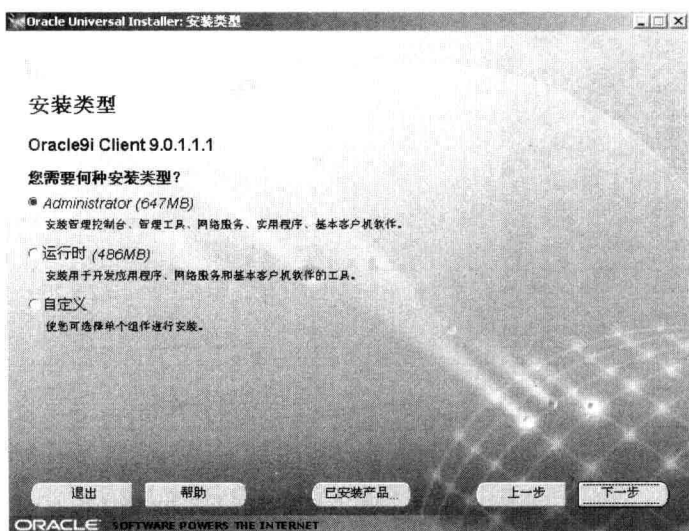 Oracle Universal Installer: 安装类型
安装类型
Oracle9i Client 9.0.1.1.1
您需要何种安装类型?
Administrator (647MB)
安装管理控制台、管理工具、网络服务、实用程序、基本客户机软件。
运行时 (486MB)
安装用于开发应用程序、网络服务和基本客户机软件的工具。
自定义
使您可选择单个组件进行安装。
退出 帮助 已安装产品... 上一步 下一步
ORACLE SOFTWARE POWERS THE INTERNET